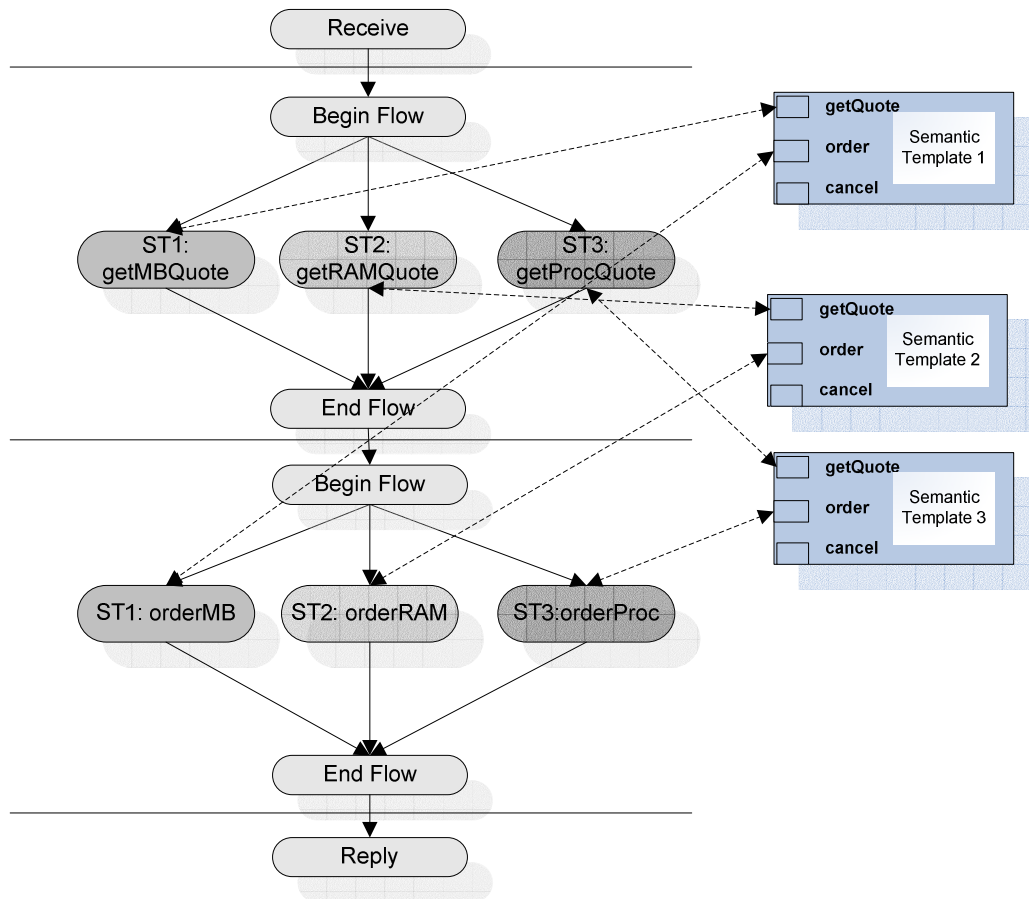 Receive
Begin Flow
ST1:
getMBQuote
ST2:
getRAMQuote
ST3:
getProcQuote
End Flow
Begin Flow
ST1: orderMB
ST2: orderRAM
ST3:orderProc
End Flow
Reply
getQuote
order
cancel
Semantic
Template 1
getQuote
order
cancel
Semantic
Template 2
getQuote
order
cancel
Semantic
Template 3